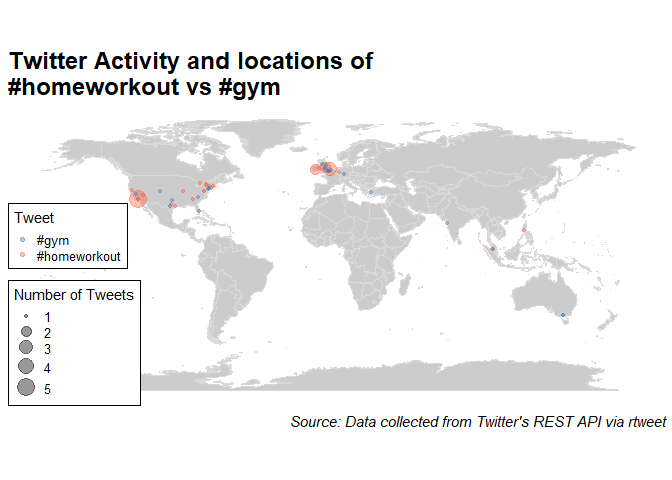 Twitter Activity and locations of
#homeworkout vs #gym
Tweet
#gym
#homeworkout
Number of Tweets
1
2
3
4
5
Source: Data collected from Twitter's REST API via rtweet